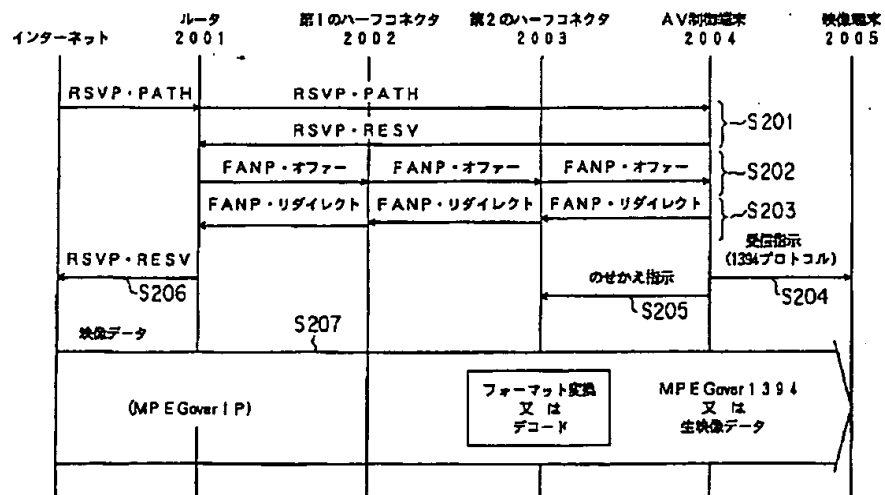 インターネット
ルータ
2001
第1のハーフコネクタ
2002
第2のハーフコネクタ
2003
AV制御端末
2004
映像端末
2005
RSVP・PATH
RSVP・PATH
RSVP・RESV
S201
FANP・オファー
FANP・オファー
FANP・オファー
S202
FANP・リダイレクト
FANP・リダイレクト
FANP・リダイレクト
S203
受信指示
(1394プロトコル)
RSVP・RESV
S206
のせかえ指示
S205
S204
映像データ
S207
(MPEGoverIP)
フォーマット変換
又は
デコード
MPEGover1394
又は
生映像データ